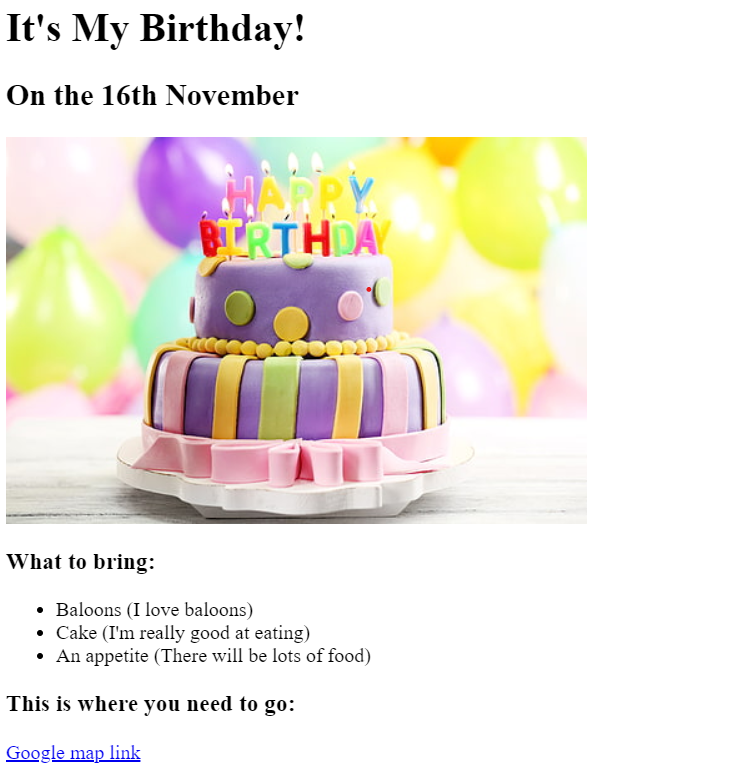 It's My Birthday!
On the 16th November
HAPPY
BIRTHDAY
What to bring:
Baloons (I love baloons)
Cake (I'm really good at eating)
An appetite (There will be lots of food)
This is where you need to go:
Google map link